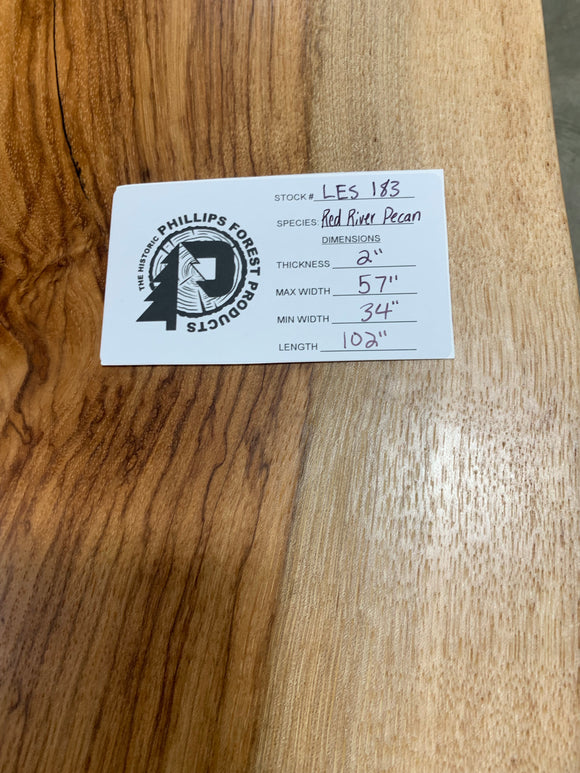 THE HISTORIC
PHILLIPS FOREST PRODUCTS
P
STOCK # LES 183
SPECIES: Red River Pecan
DIMENSIONS
THICKNESS 2"
MAX WIDTH 57"
MIN WIDTH 34"
LENGTH 102"